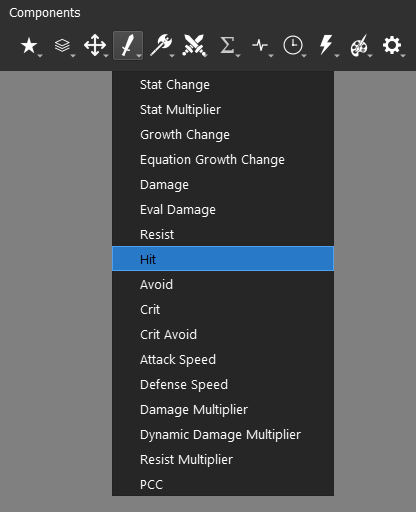 Components
Stat Change
Stat Multiplier
Growth Change
Equation Growth Change
Damage
Eval Damage
Resist
Hit
Avoid
Crit
Crit Avoid
Attack Speed
Defense Speed
Damage Multiplier
Dynamic Damage Multiplier
Resist Multiplier
PCC